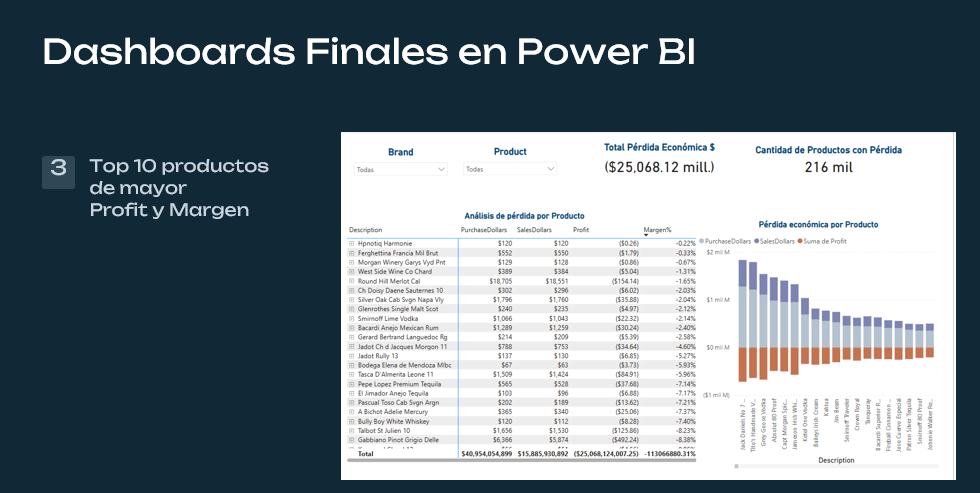 Dashboards Finales en Power BI
3
Top 10 productos
de mayor
Profit y Margen
Brand
Todas
Product
Todas
Total Pérdida Económica $
($25,068.12 mill.)
Cantidad de Productos con Pérdida
216 mil
Análisis de pérdida por Producto
Description PurchaseDollars SalesDollars Profit Margen%
Hpnotiq Harmonie $120 $120 ($0.26) -0.22%
Ferghettina Francia Mil Brut $552 $550 ($1.79) -0.33%
Morgan Winery Garys Vyd Pnt $129 $128 ($0.86) -0.67%
West Side Wine Co Chard $389 $384 ($5.04) -1.31%
Round Hill Merlot Cal $18,705 $18,551 ($154.14) -1.65%
Ch Doisy Daene Sauternes 10 $302 $296 ($6.02) -2.03%
Silver Oak Cab Svgn Napa Vly $1,796 $1,760 ($35.88) -2.04%
Glenrothes Single Malt Scot $240 $235 ($4.97) -2.12%
Smirnoff Lime Vodka $1,066 $1,043 ($22.32) -2.14%
Bacardi Anejo Mexican Rum $1,289 $1,259 ($30.24) -2.40%
Gerard Bertrand Languedoc Rg $214 $209 ($5.39) -2.58%
Jadot Ch d Jacques Morgon 11 $788 $753 ($34.64) -4.60%
Jadot Rully 13 $137 $130 ($6.85) -5.27%
Bodega Elena de Mendoza Mlbc $67 $63 ($3.73) -5.93%
Tasca D'Almerita Leone 11 $1,509 $1,424 ($84.91) -5.96%
Pepe Lopez Premium Tequila $565 $528 ($37.68) -7.14%
El Jimador Anejo Tequila $103 $96 ($6.88) -7.17%
Pascual Toso Cab Svgn Argn $202 $189 ($13.62) -7.21%
A Bichot Adelie Mercury $365 $340 ($25.06) -7.37%
Bully Boy White Whiskey $120 $112 ($8.28) -7.40%
Talbot St Julien 10 $1,656 $1,530 ($125.86) -8.23%
Gabbiano Pinot Grigio Delle $6,366 $5,874 ($492.24) -8.38%
Total $40,954,054,899 $15,885,930,892 ($25,068,124,007.25) -113066880.31%
Pérdida económica por Producto
PurchaseDollars SalesDollars Suma de Profit
$2 mil M
$1 mil M
$0 mil M
($1 mil M)
Jack Daniels No 7 ...
Tito's Handmade V...
Grey Goose Vodka
Absolut 80 Proof
Capt Morgan Spic...
Jameson Irish Whi...
Ketel One Vodka
Baileys Irish Cream
Kahlua
Jim Beam
Smirnoff Traveler
Crown Royal
Tanqueray
Bacardi Superior R...
Fireball Cinnamon ...
Jose Cuervo Especial
Patron Silver Tequila
Smirnoff 80 Proof
Johnnie Walker Re...
Description